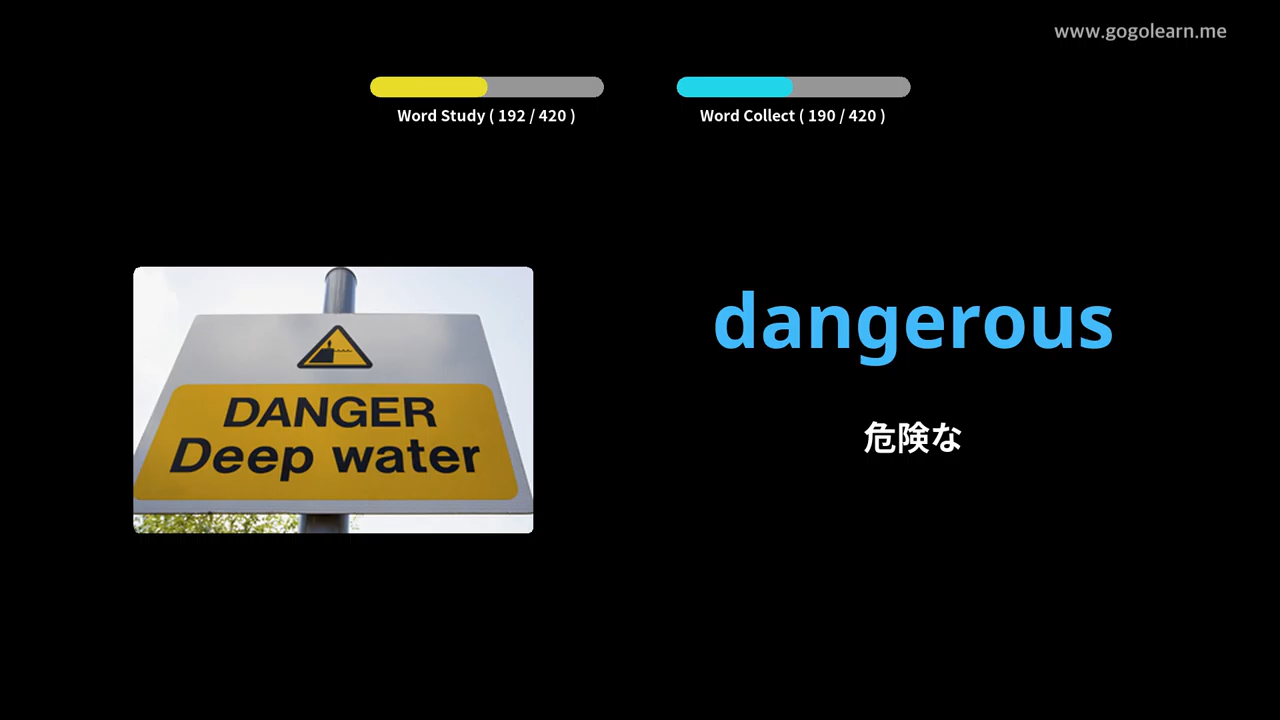 www.gogolearn.me
Word Study ( 192 / 420 )
Word Collect ( 190 / 420 )
DANGER
Deep water
dangerous
危険な